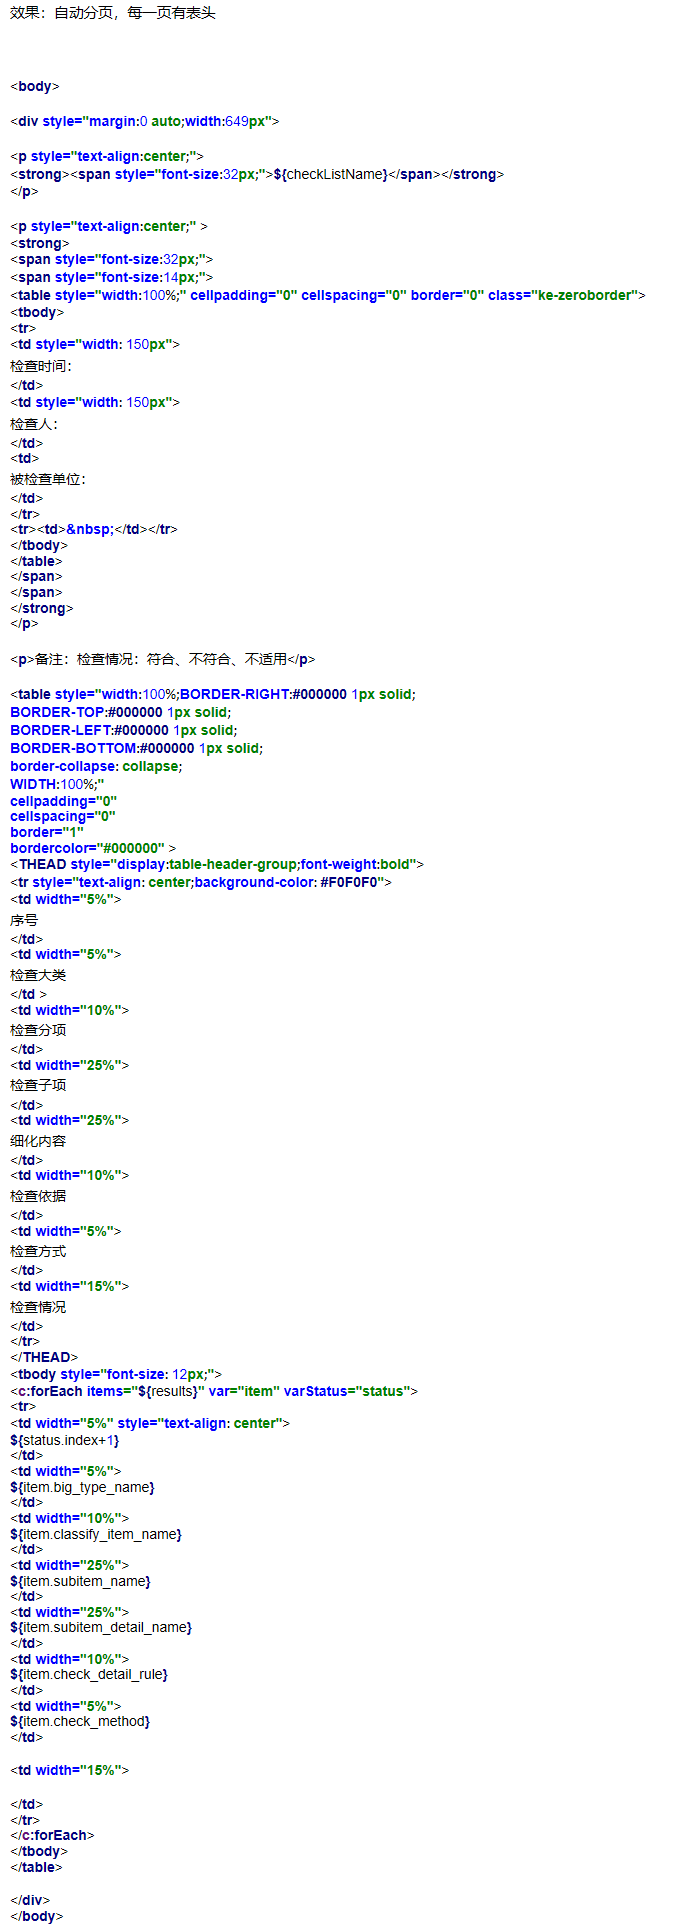 效果：自动分页，每一页有表头
<body>
<div style="margin:0 auto;width:649px">
<p style="text-align:center;">
<strong><span style="font-size:32px;">${checkListName}</span></strong>
</p>
<p style="text-align:center;" >
<strong>
<span style="font-size:32px;">
<span style="font-size:14px;">
<table style="width:100%;" cellpadding="0" cellspacing="0" border="0" class="ke-zeroborder">
<tbody>
<tr>
<td style="width: 150px">
检查时间：
</td>
<td style="width: 150px">
检查人：
</td>
<td>
被检查单位：
</td>
</tr>
<tr><td>&nbsp;</td></tr>
</tbody>
</table>
</span>
</span>
</strong>
</p>
<p>备注：检查情况：符合、不符合、不适用</p>
<table style="width:100%;BORDER-RIGHT:#000000 1px solid;
BORDER-TOP:#000000 1px solid;
BORDER-LEFT:#000000 1px solid;
BORDER-BOTTOM:#000000 1px solid;
border-collapse: collapse;
WIDTH:100%;"
cellpadding="0"
cellspacing="0"
border="1"
bordercolor="#000000" >
<THEAD style="display:table-header-group;font-weight:bold">
<tr style="text-align: center;background-color: #F0F0F0">
<td width="5%">
序号
</td>
<td width="5%">
检查大类
</td >
<td width="10%">
检查分项
</td>
<td width="25%">
检查子项
</td>
<td width="25%">
细化内容
</td>
<td width="10%">
检查依据
</td>
<td width="5%">
检查方式
</td>
<td width="15%">
检查情况
</td>
</tr>
</THEAD>
<tbody style="font-size: 12px;">
<c:forEach items="${results}" var="item" varStatus="status">
<tr>
<td width="5%" style="text-align: center">
${status.index+1}
</td>
<td width="5%">
${item.big_type_name}
</td>
<td width="10%">
${item.classify_item_name}
</td>
<td width="25%">
${item.subitem_name}
</td>
<td width="25%">
${item.subitem_detail_name}
</td>
<td width="10%">
${item.check_detail_rule}
</td>
<td width="5%">
${item.check_method}
</td>
<td width="15%">
</td>
</tr>
</c:forEach>
</tbody>
</table>
</div>
</body>